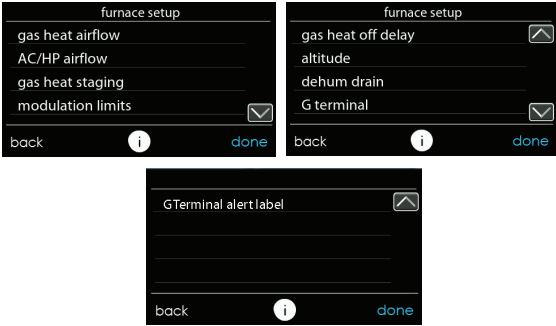 furnace setup
gas heat airflow
AC/HP airflow
gas heat staging
modulation limits
back i done
furnace setup
gas heat off delay
altitude
dehum drain
G terminal
back i done
GTerminal alert label
back i done